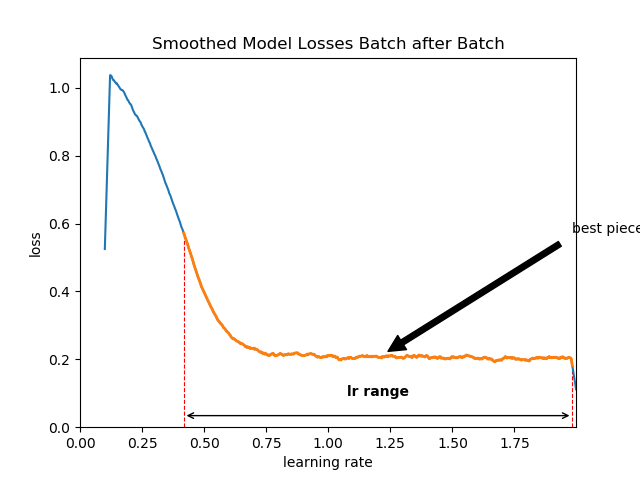 Smoothed Model Losses Batch after Batch
1.0
0.8
0.6
0.4
0.2
0.0
loss
best piece
lr range
0.00 0.25 0.50 0.75 1.00 1.25 1.50 1.75
learning rate